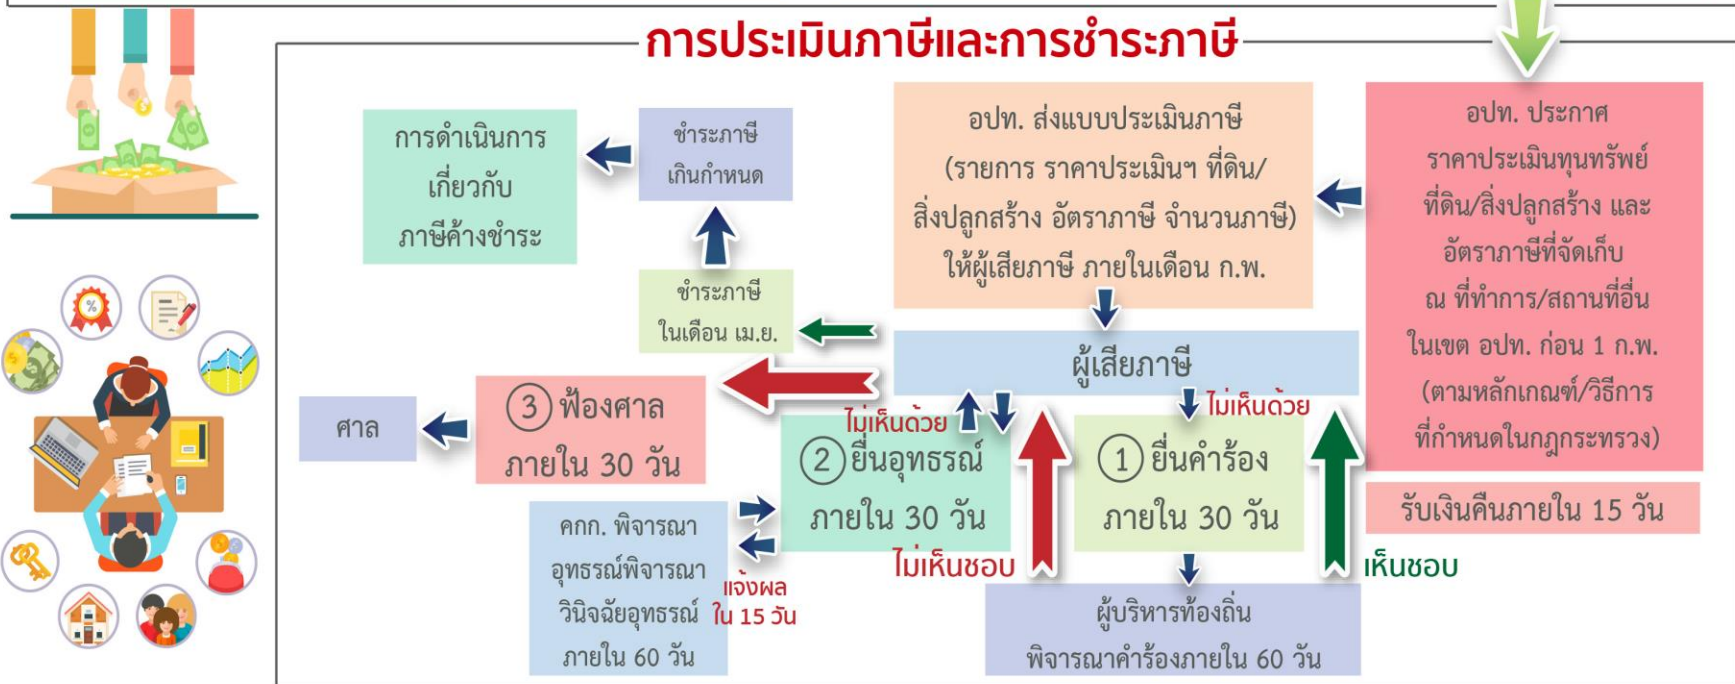 การประเมินภาษีและการชำระภาษี
อปท. ประกาศ
ราคาประเมินทุนทรัพย์
ที่ดิน/สิ่งปลูกสร้าง และ
อัตราภาษีที่จัดเก็บ
ณ ที่ทำการ/สถานที่อื่น
ในเขต อปท. ก่อน 1 ก.พ.
(ตามหลักเกณฑ์/วิธีการ
ที่กำหนดในกฎกระทรวง)
อปท. ส่งแบบประเมินภาษี
(รายการ ราคาประเมินฯ ที่ดิน/
สิ่งปลูกสร้าง อัตราภาษี จำนวนภาษี)
ให้ผู้เสียภาษี ภายในเดือน ก.พ.
ผู้เสียภาษี
ชำระภาษี
ในเดือน เม.ย.
ชำระภาษี
เกินกำหนด
การดำเนินการ
เกี่ยวกับ
ภาษีค้างชำระ
ไม่เห็นด้วย
① ยื่นคำร้อง
ภายใน 30 วัน
ผู้บริหารท้องถิ่น
พิจารณาคำร้องภายใน 60 วัน
เห็นชอบ
รับเงินคืนภายใน 15 วัน
ไม่เห็นชอบ
② ยื่นอุทธรณ์
ภายใน 30 วัน
คกก. พิจารณา
อุทธรณ์พิจารณา
วินิจฉัยอุทธรณ์
ภายใน 60 วัน
แจ้งผล
ใน 15 วัน
ไม่เห็นด้วย
③ ฟ้องศาล
ภายใน 30 วัน
ศาล
%